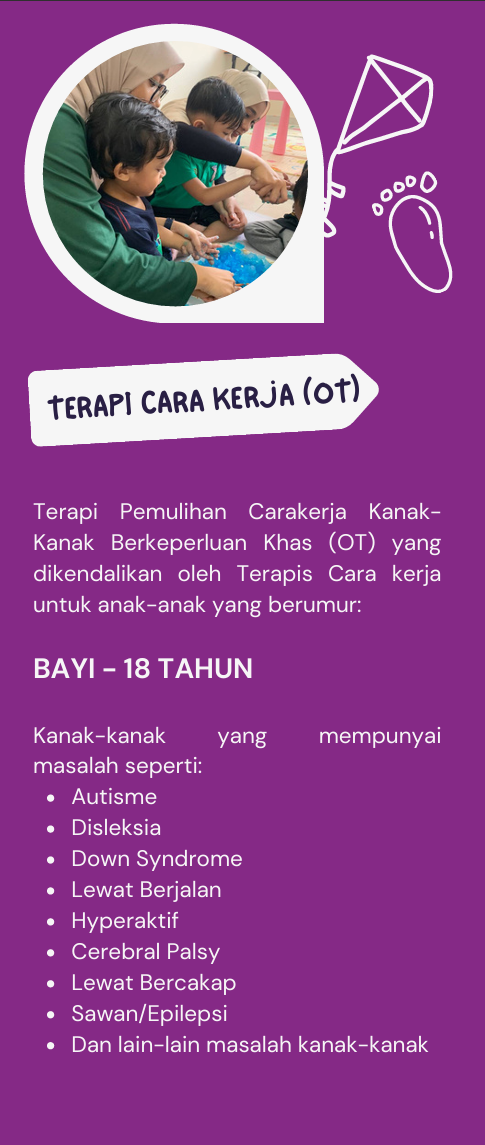 TERAPI CARA KERJA (OT)
Terapi Pemulihan Carakerja Kanak-
Kanak Berkeperluan Khas (OT) yang
dikendalikan oleh Terapis Cara kerja
untuk anak-anak yang berumur:
BAYI - 18 TAHUN
Kanak-kanak yang mempunyai
masalah seperti:
• Autisme
• Disleksia
• Down Syndrome
• Lewat Berjalan
• Hyperaktif
• Cerebral Palsy
• Lewat Bercakap
• Sawan/Epilepsi
• Dan lain-lain masalah kanak-kanak